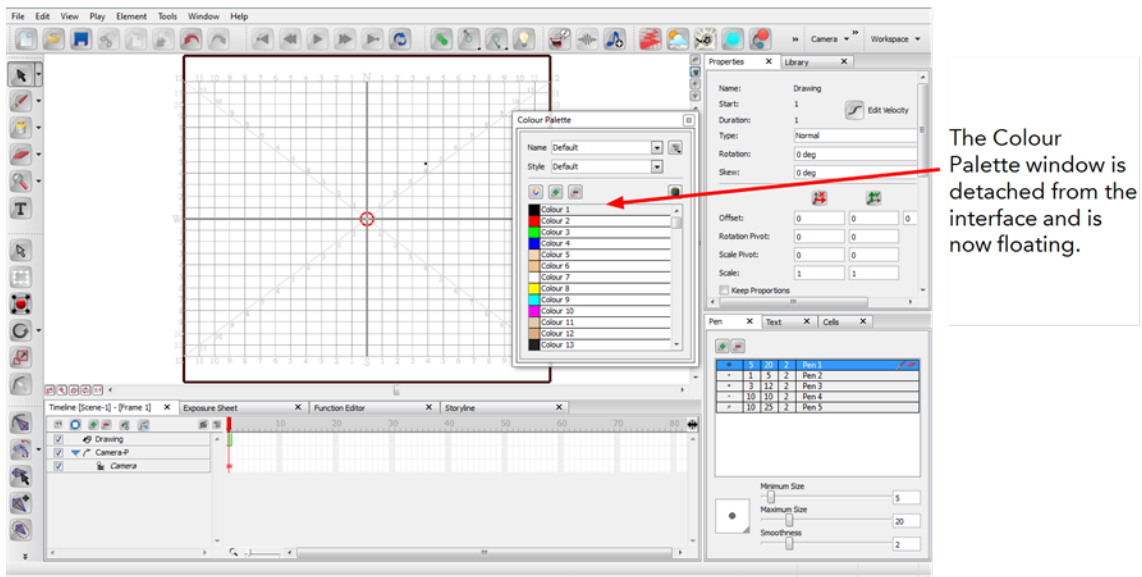 File Edit View Play Element Tools Window Help
» Camera » Workspace
Properties X Library X
Name: Drawing
Start: 1
Edit Velocity
Duration: 1
Type: Normal
Rotation: 0 deg
Skew: 0 deg
Offset: 0 0 0
Rotation Pivot: 0 0
Scale Pivot: 0 0
Scale: 1 1
Keep Proportions
Colour Palette
Name Default
Style Default
Colour 1
Colour 2
Colour 3
Colour 4
Colour 5
Colour 6
Colour 7
Colour 8
Colour 9
Colour 10
Colour 11
Colour 12
Colour 13
The Colour
Palette window is
detached from the
interface and is
now floating.
Pen X Text X Cells X
5 20 2 Pen 1
1 5 2 Pen 2
3 12 2 Pen 3
10 10 2 Pen 4
10 25 2 Pen 5
Minimum Size
5
Maximum Size
20
Smoothness
2
Timeline [Scene-1] - [Frame 1] X Exposure Sheet X Function Editor X Storyline X
10 20 30 40 50 60 70 80
Drawing
Camera-P
Camera
T